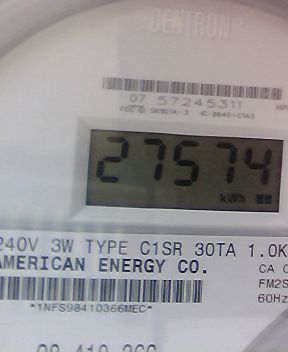 CENTRON
07 57245311
27574
kWh
240V 3W TYPE C1SR 30TA 1.0K
AMERICAN ENERGY CO.
CA
FM2S
60Hz
*1NFS98410366MEC*